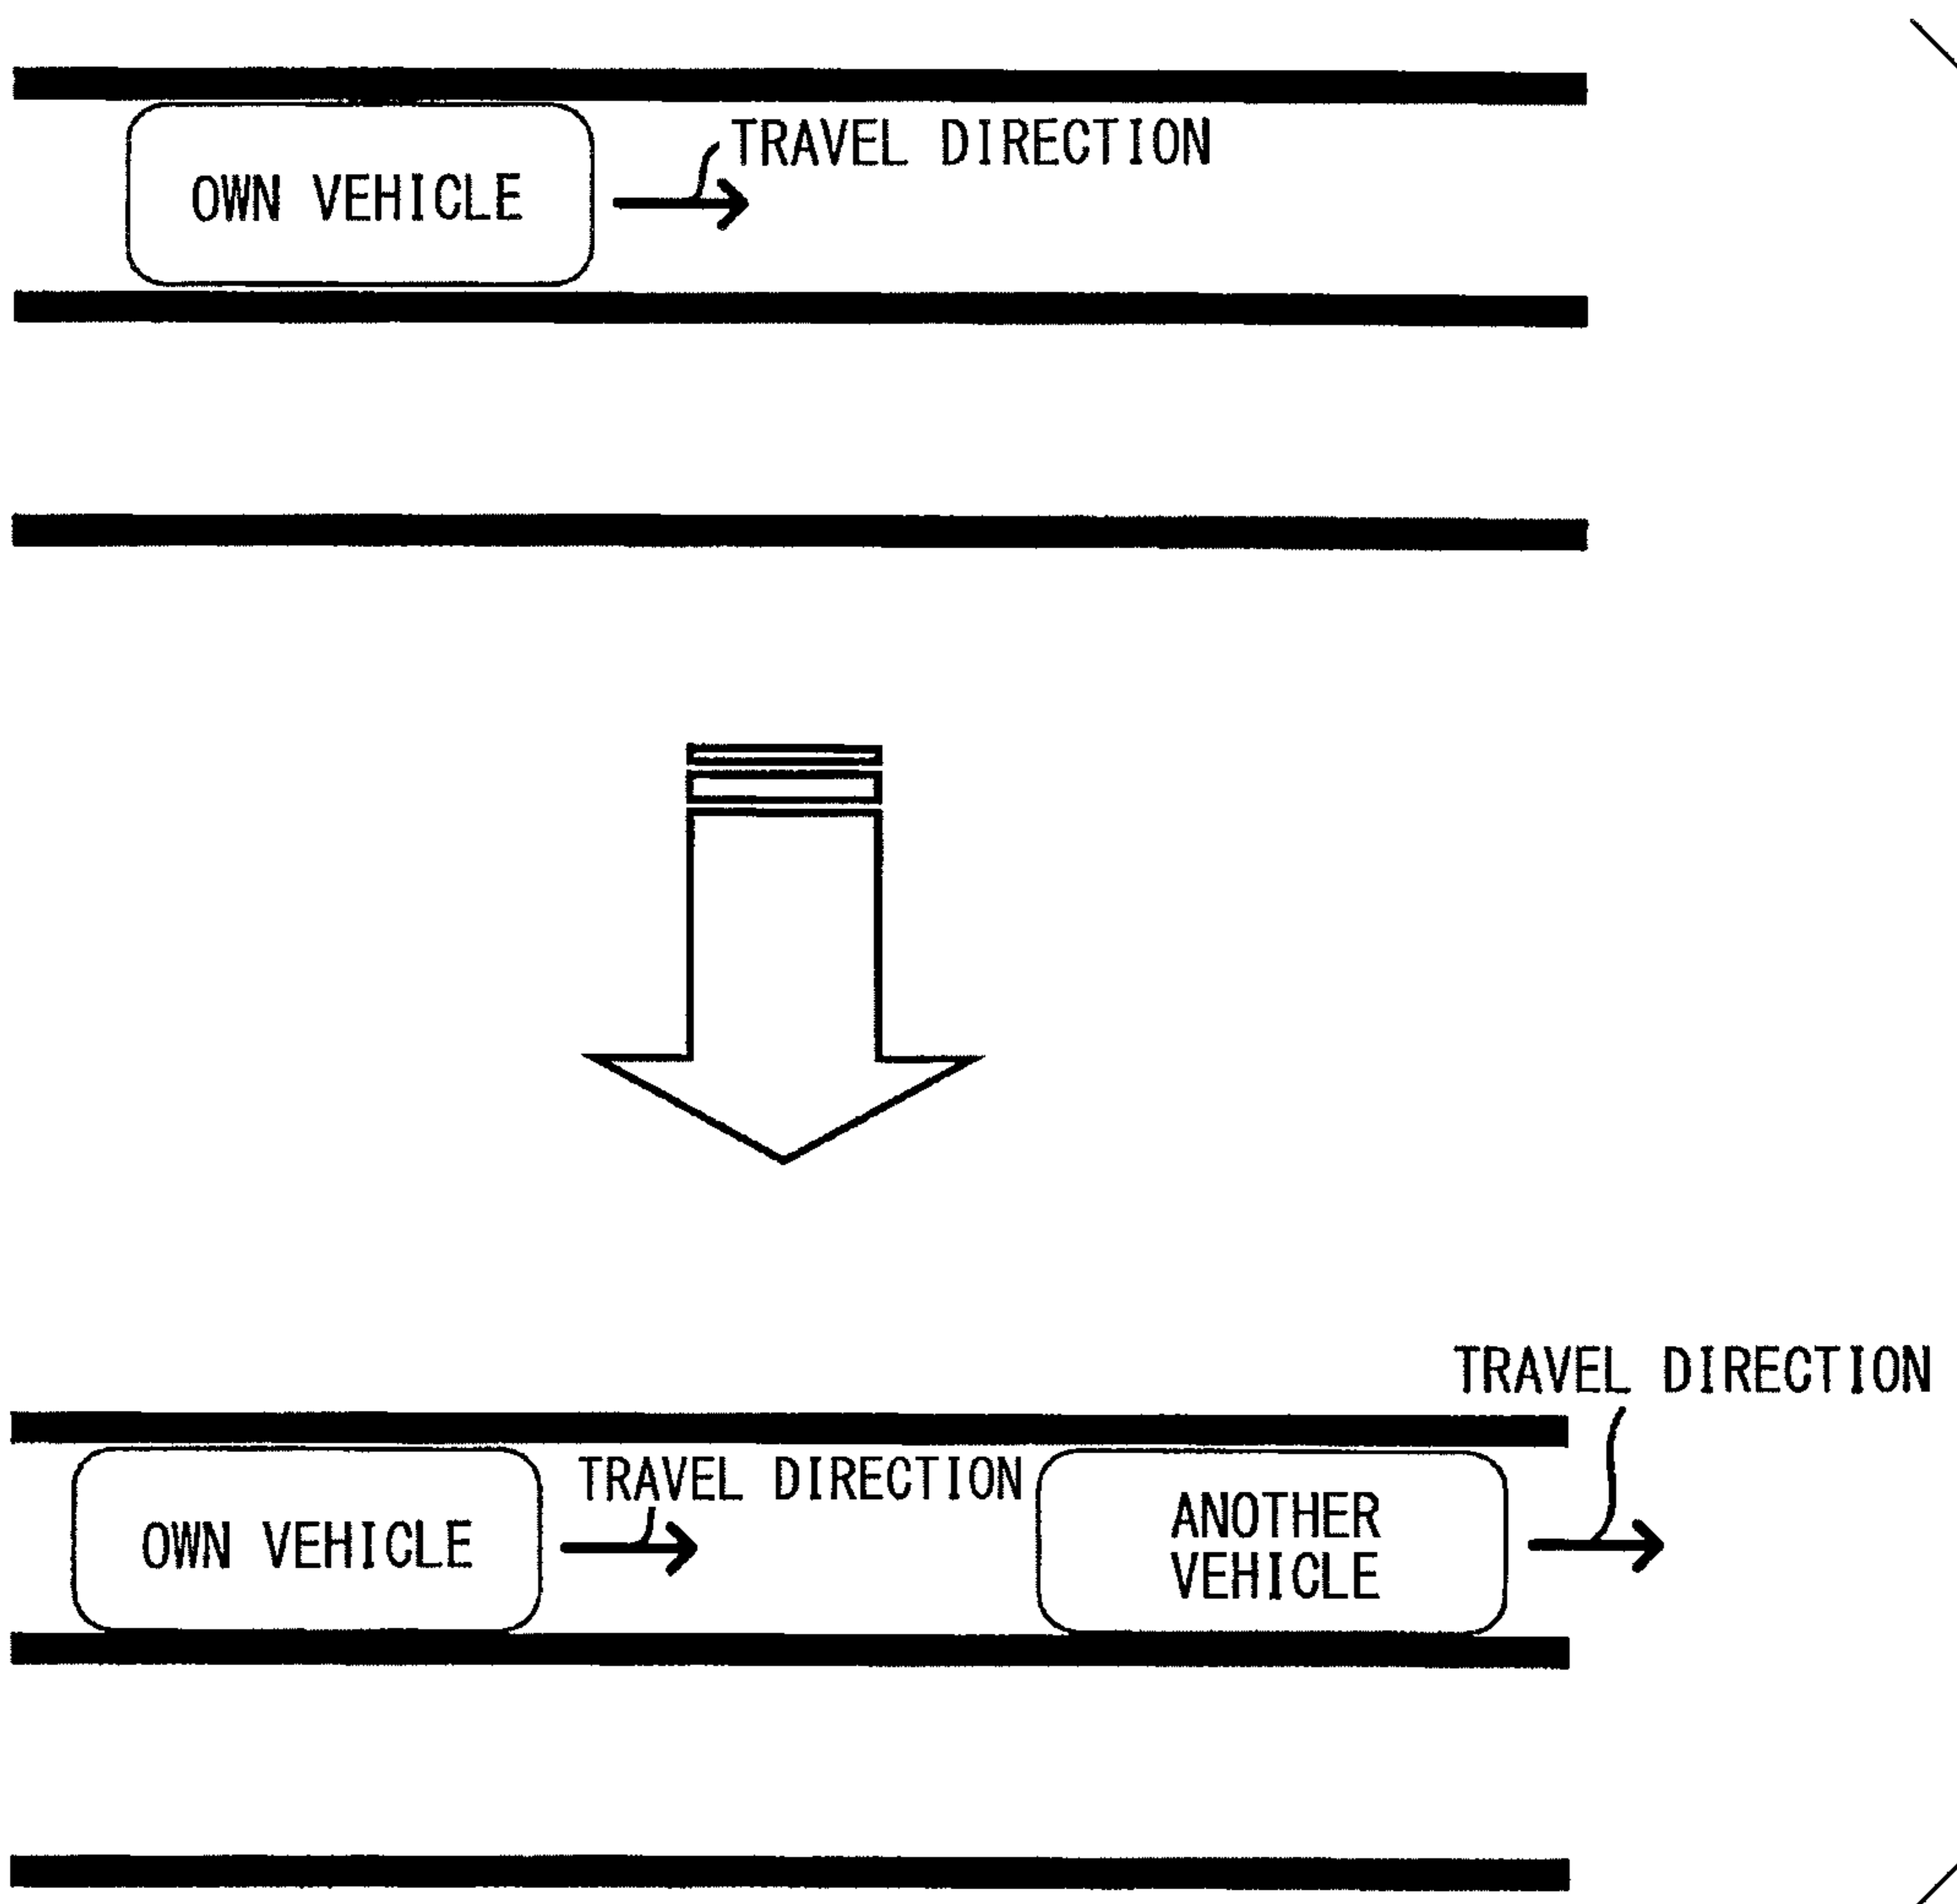 TRAVEL DIRECTION
OWN VEHICLE
TRAVEL DIRECTION
TRAVEL DIRECTION
OWN VEHICLE
ANOTHER
VEHICLE